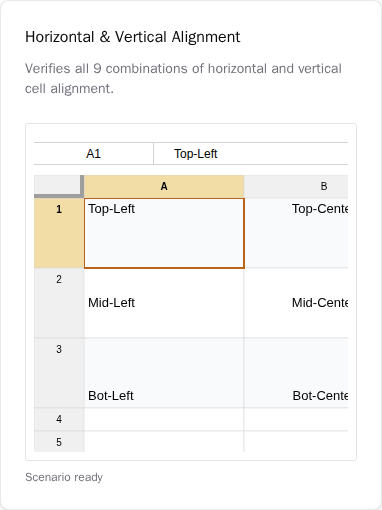 Horizontal & Vertical Alignment
Verifies all 9 combinations of horizontal and vertical
cell alignment.
A1 Top-Left
A B
1 Top-Left Top-Cente
2 Mid-Left Mid-Cente
3 Bot-Left Bot-Cente
4
5
Scenario ready